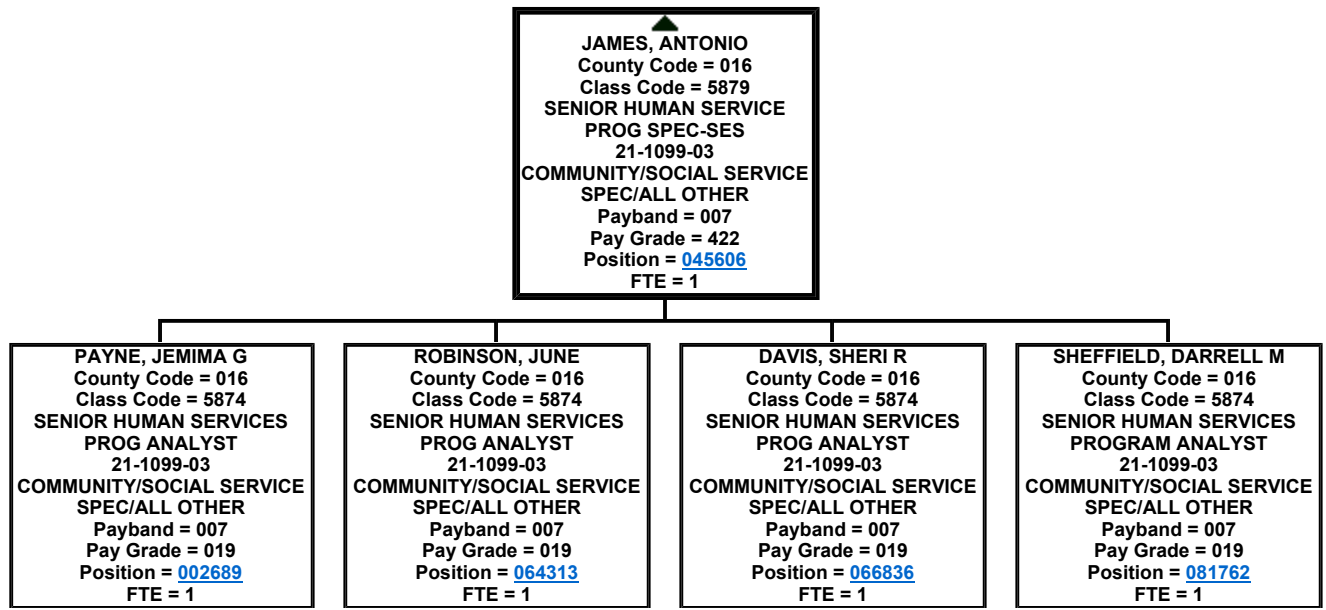 JAMES, ANTONIO
County Code = 016
Class Code = 5879
SENIOR HUMAN SERVICE
PROG SPEC-SES
21-1099-03
COMMUNITY/SOCIAL SERVICE
SPEC/ALL OTHER
Payband = 007
Pay Grade = 422
Position = 045606
FTE = 1
PAYNE, JEMIMA G
County Code = 016
Class Code = 5874
SENIOR HUMAN SERVICES
PROG ANALYST
21-1099-03
COMMUNITY/SOCIAL SERVICE
SPEC/ALL OTHER
Payband = 007
Pay Grade = 019
Position = 002689
FTE = 1
ROBINSON, JUNE
County Code = 016
Class Code = 5874
SENIOR HUMAN SERVICES
PROG ANALYST
21-1099-03
COMMUNITY/SOCIAL SERVICE
SPEC/ALL OTHER
Payband = 007
Pay Grade = 019
Position = 064313
FTE = 1
DAVIS, SHERI R
County Code = 016
Class Code = 5874
SENIOR HUMAN SERVICES
PROG ANALYST
21-1099-03
COMMUNITY/SOCIAL SERVICE
SPEC/ALL OTHER
Payband = 007
Pay Grade = 019
Position = 066836
FTE = 1
SHEFFIELD, DARRELL M
County Code = 016
Class Code = 5874
SENIOR HUMAN SERVICES
PROGRAM ANALYST
21-1099-03
COMMUNITY/SOCIAL SERVICE
SPEC/ALL OTHER
Payband = 007
Pay Grade = 019
Position = 081762
FTE = 1